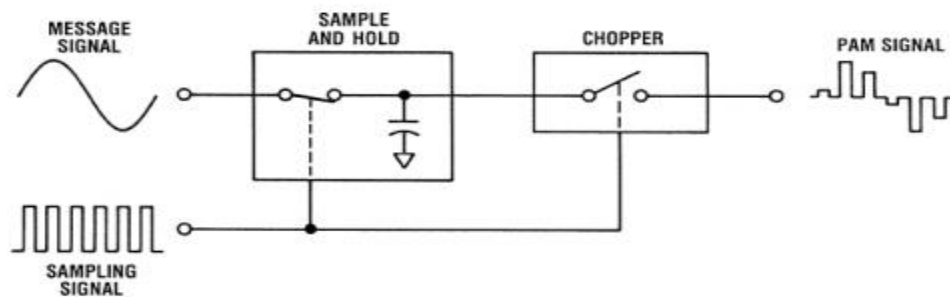 MESSAGE
SIGNAL
SAMPLE
AND HOLD
CHOPPER
PAM SIGNAL
SAMPLING
SIGNAL